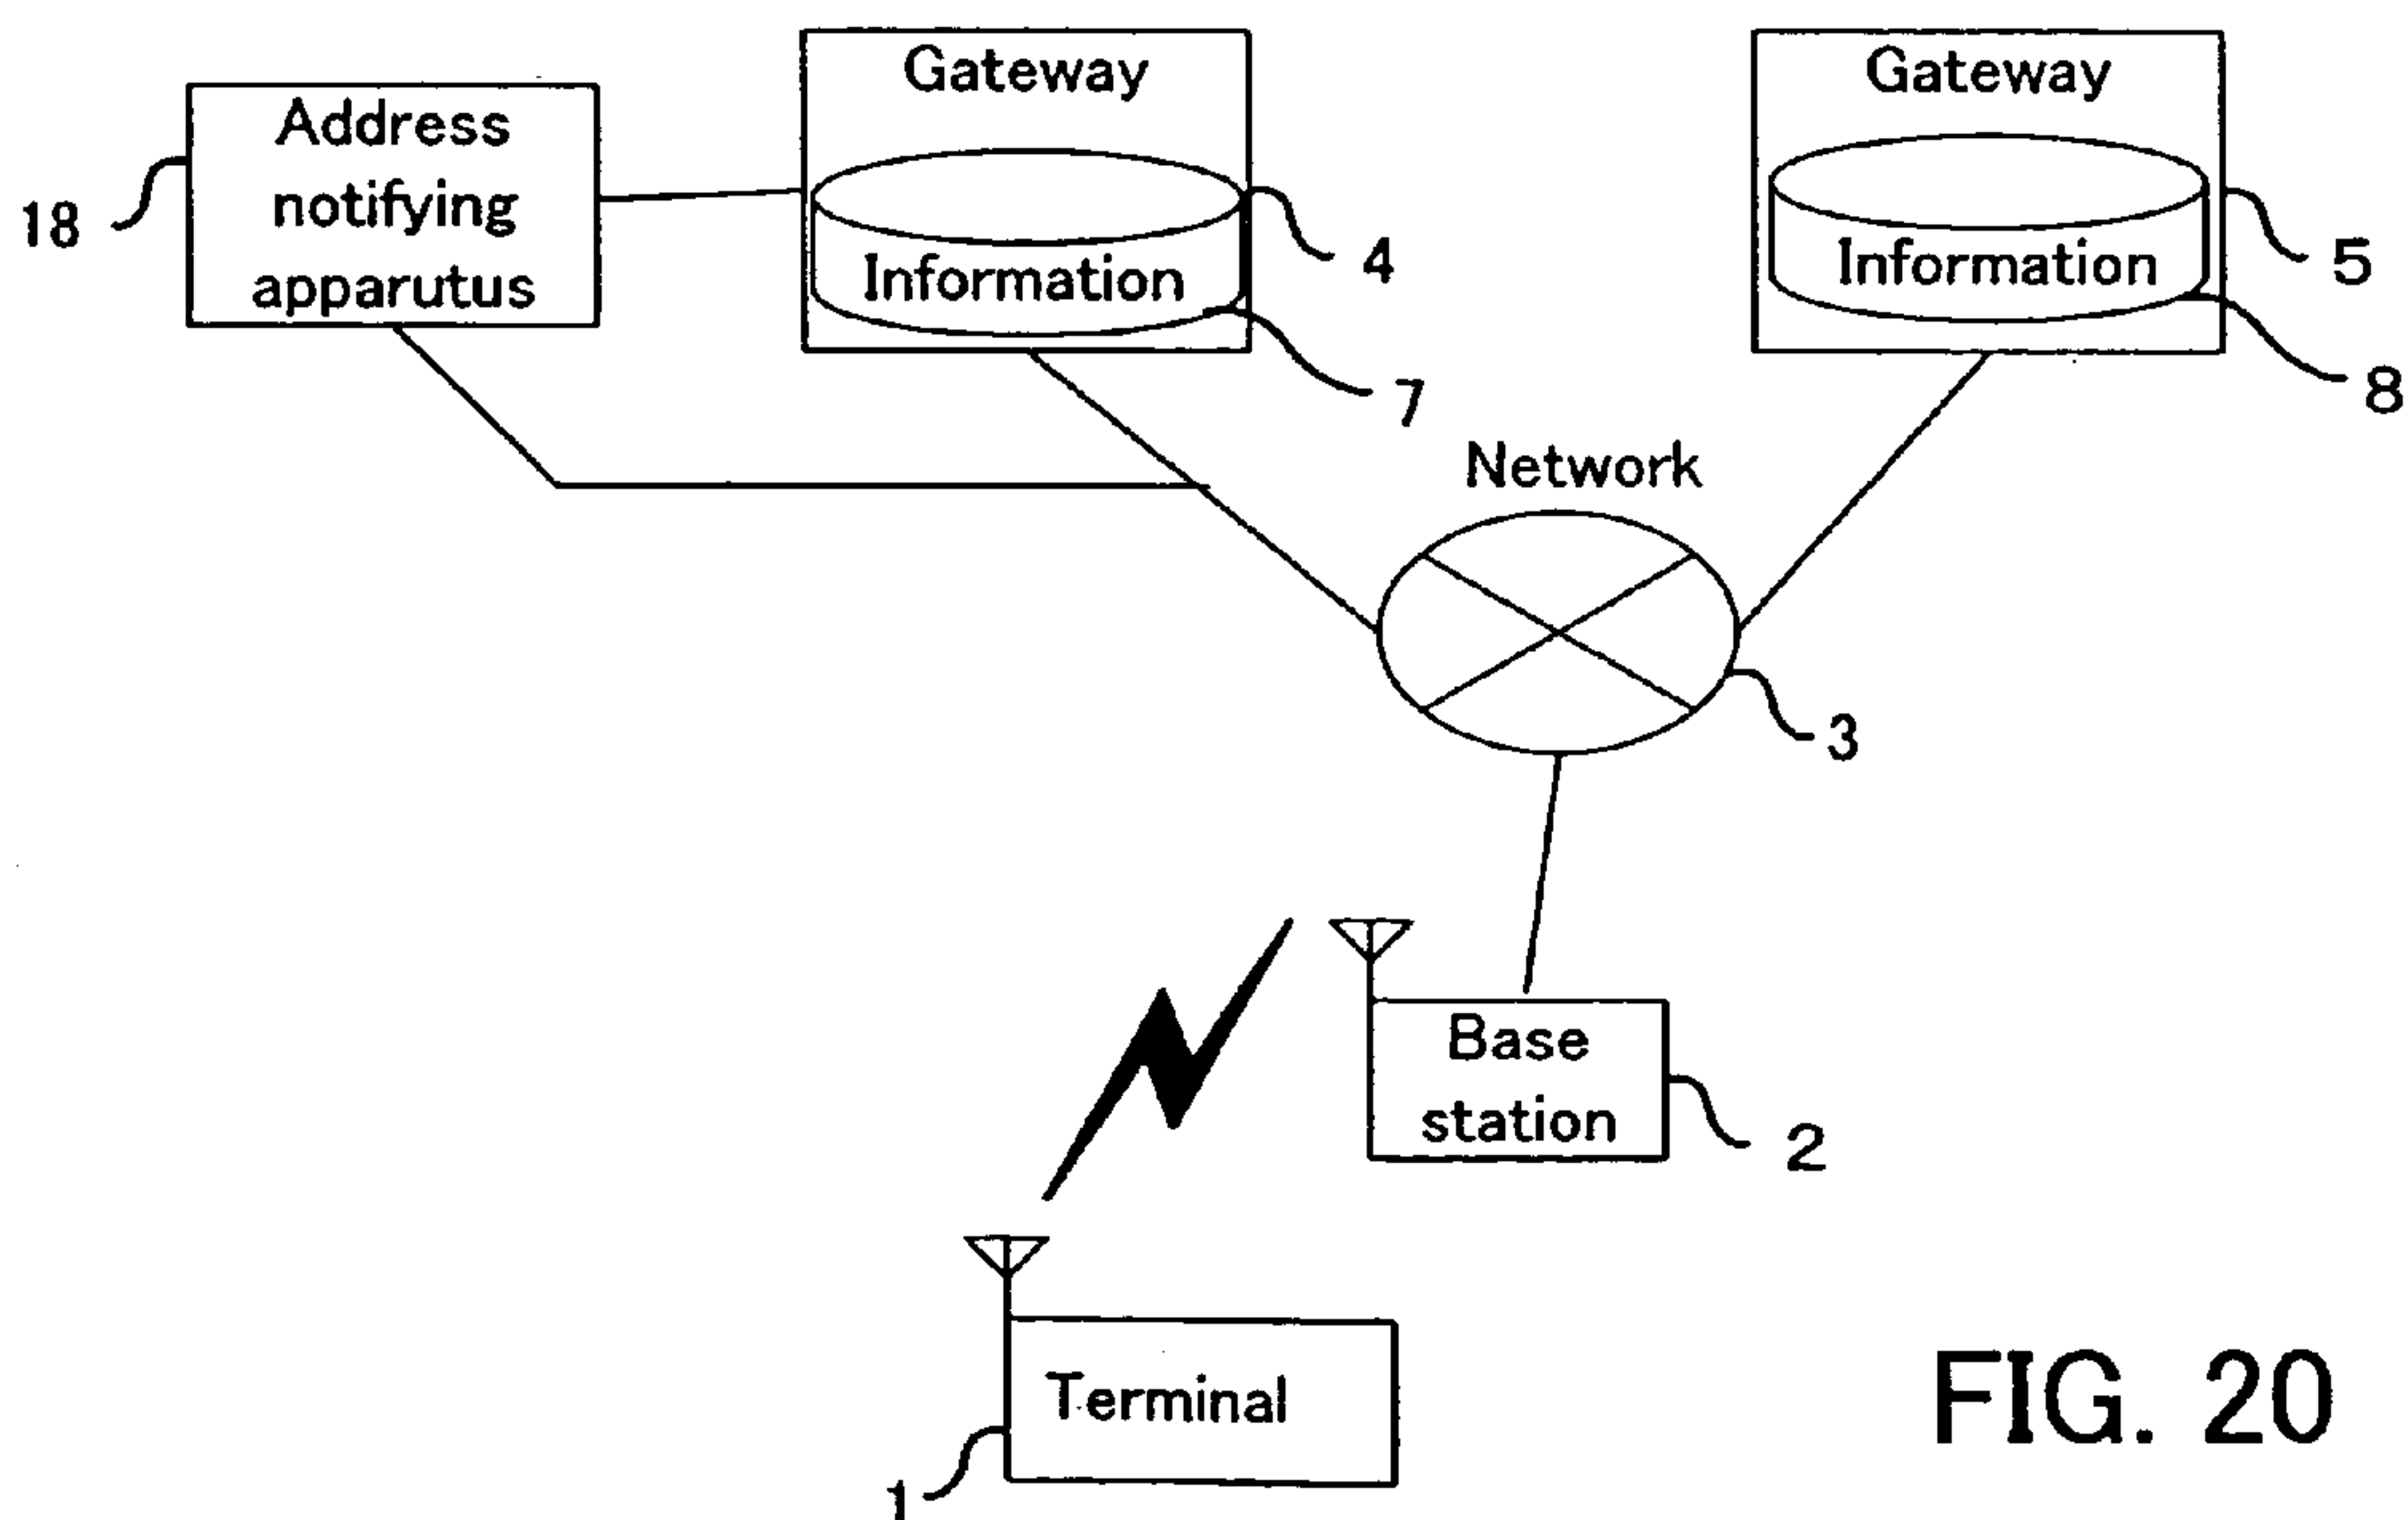 Gateway
Gateway
Address
notifying
apparutus
18
Information
4
Information
5
7
8
Network
3
Base
station
2
Terminal
1
FIG. 20